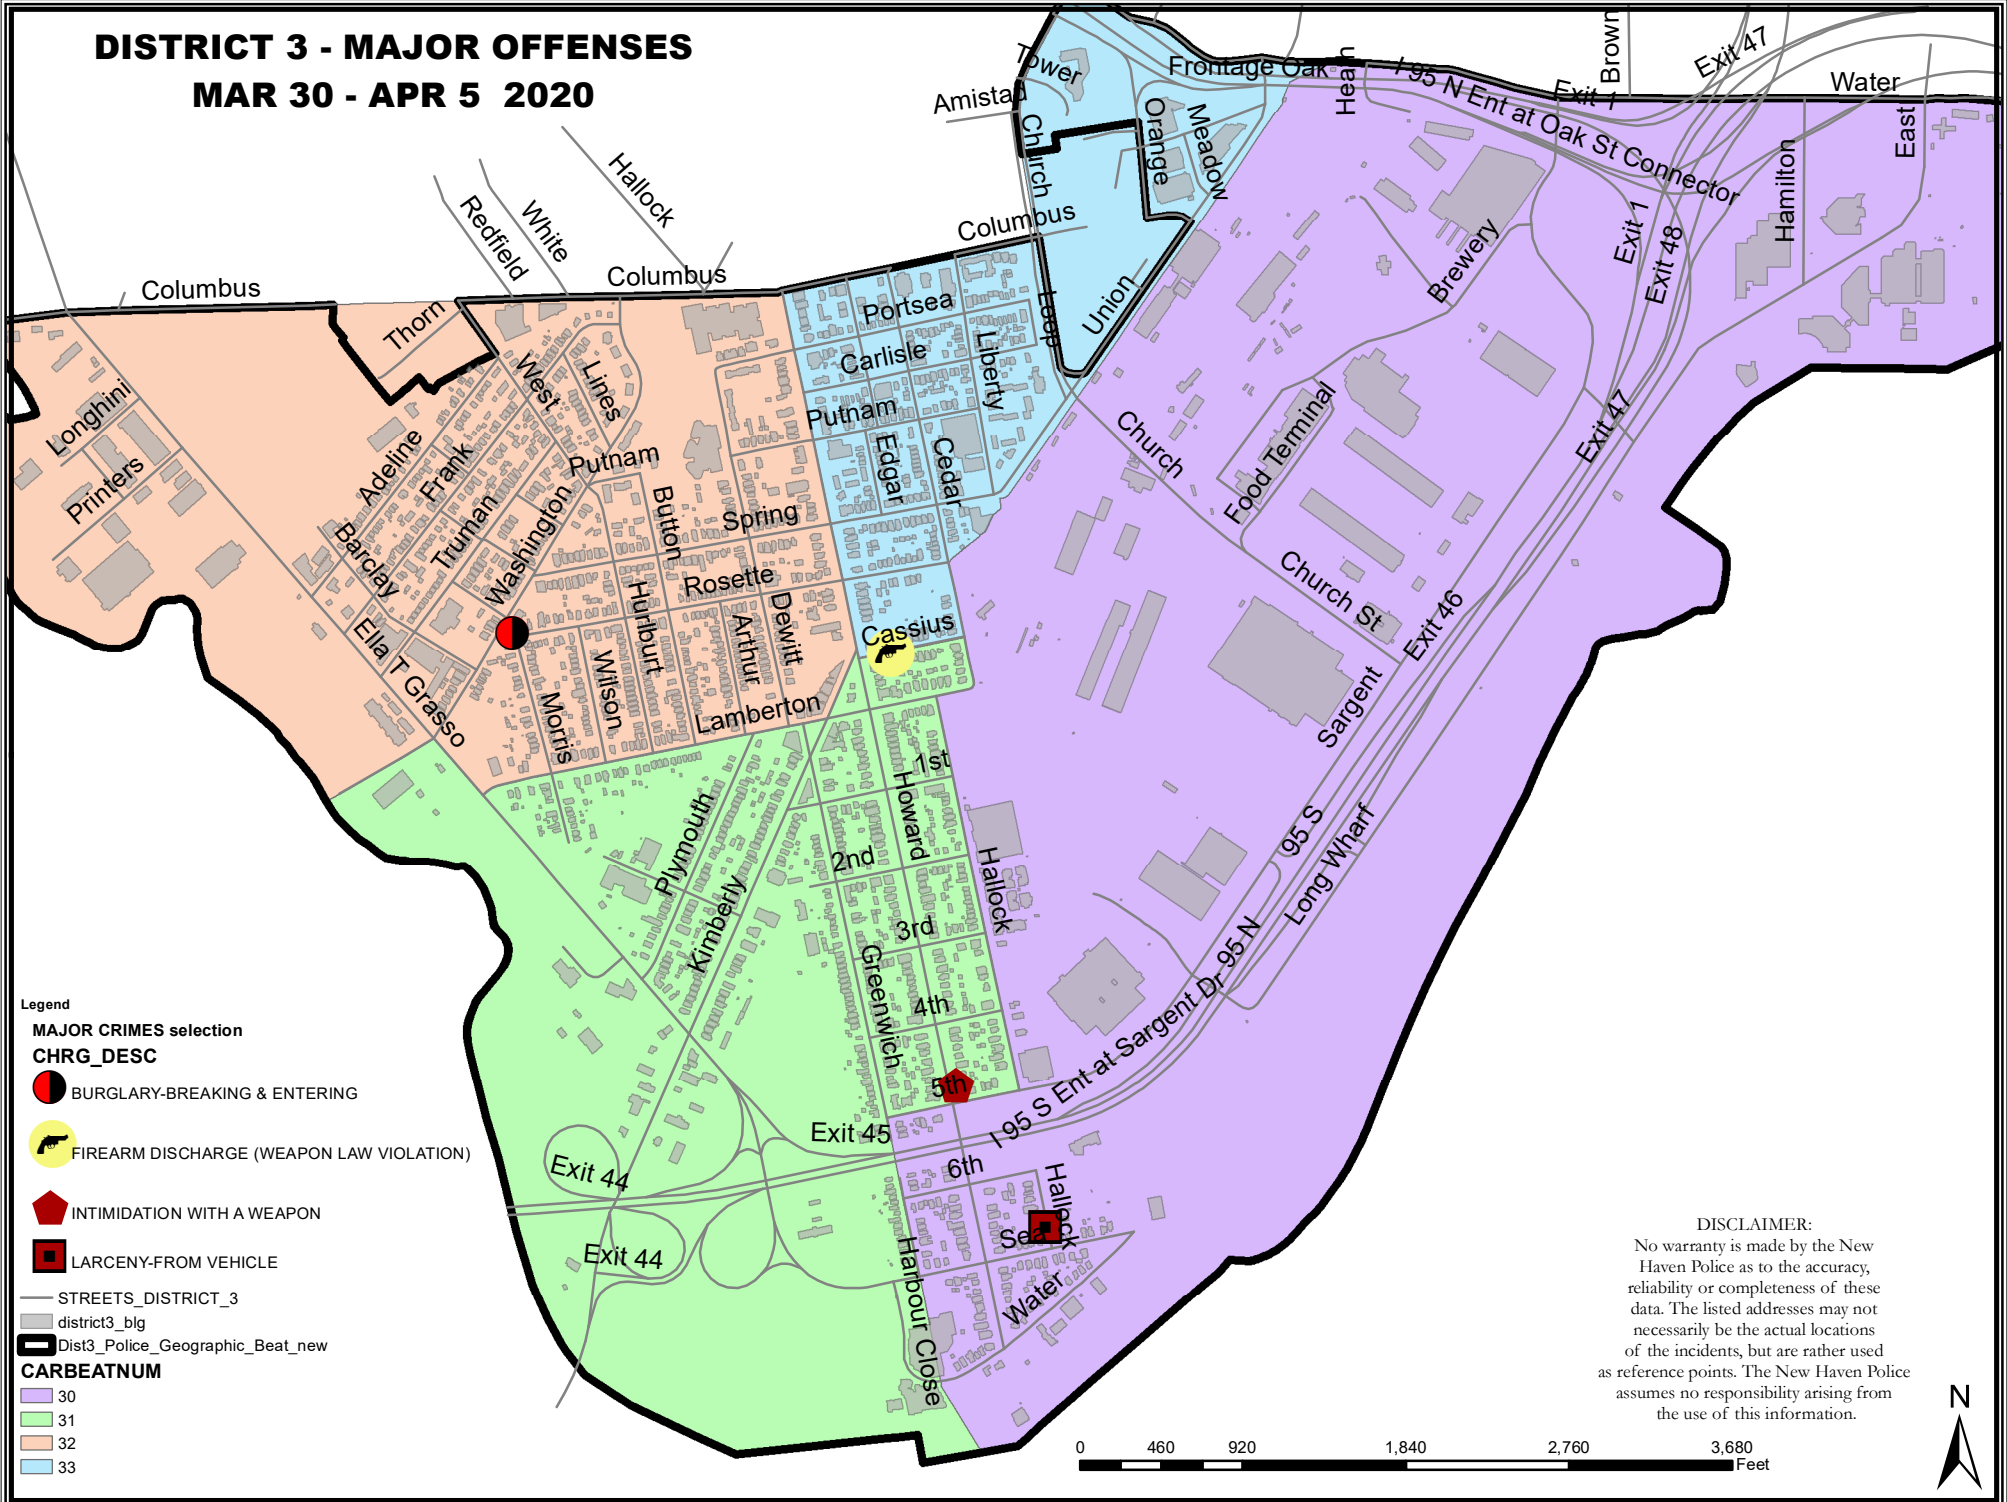 DISTRICT 3 - MAJOR OFFENSES
MAR 30 - APR 5  2020
Tower
Amistad
Church
Orange
Meadow
Frontage Oak
Heath
I 95 N Ent at Oak St Connector
Exit 1
Brown
Exit 47
Water
East
Hamilton
Exit 1
Exit 48
Hallock
White
Redfield
Columbus
Columbus
Columbus
Thorn
Portsea
Carlisle
Liberty
Loop
Union
Brewery
Longhini
Printers
West
Lines
Putnam
Putnam
Adeline
Frank
Truman
Barclay
Washington
Button
Spring
Edgar
Cedar
Church
Food Terminal
Exit 47
Church St
Exit 46
Rosette
Hurlburt
Arthur
Dewitt
Cassius
Ella T Grasso
Wilson
Morris
Lamberton
Sargent
1st
Howard
Plymouth
Kimberly
2nd
Hallock
95 S
Long Wharf
3rd
95 N
Greenwich
4th
5th
I 95 S Ent at Sargent Dr
Exit 45
6th
Exit 44
Exit 44
Hallock
Sea
Harbour Close
Water
Legend
MAJOR CRIMES selection
CHRG_DESC
BURGLARY-BREAKING & ENTERING
FIREARM DISCHARGE (WEAPON LAW VIOLATION)
INTIMIDATION WITH A WEAPON
LARCENY-FROM VEHICLE
STREETS_DISTRICT_3
district3_blg
Dist3_Police_Geographic_Beat_new
CARBEATNUM
30
31
32
33
DISCLAIMER:
No warranty is made by the New
Haven Police as to the accuracy,
reliability or completeness of these
data. The listed addresses may not
necessarily be the actual locations
of the incidents, but are rather used
as reference points. The New Haven Police
assumes no responsibility arising from
the use of this information.
N
0 460 920 1,840 2,760 3,680
Feet